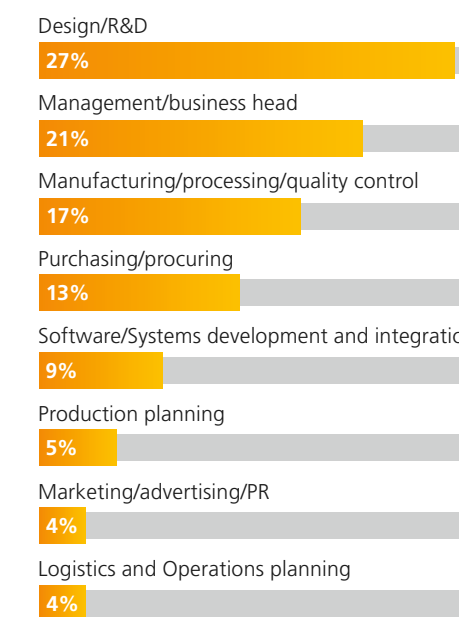 Design/R&D
27%
Management/business head
21%
Manufacturing/processing/quality control
17%
Purchasing/procuring
13%
Software/Systems development and integratio
9%
Production planning
5%
Marketing/advertising/PR
4%
Logistics and Operations planning
4%